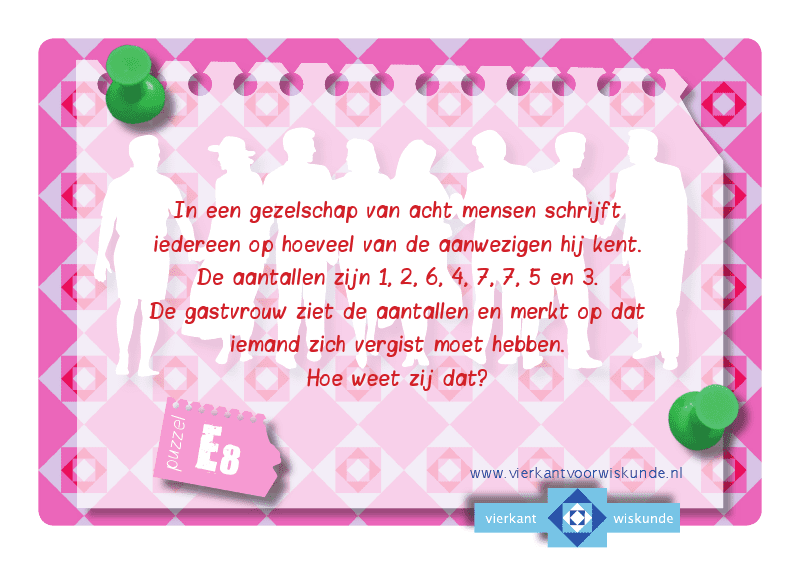 In een gezelschap van acht mensen schrijft
iedereen op hoeveel van de aanwezigen hij kent.
De aantallen zijn 1, 2, 6, 4, 7, 7, 5 en 3.
De gastvrouw ziet de aantallen en merkt op dat
iemand zich vergist moet hebben.
Hoe weet zij dat?
puzzel
E8
www.vierkantvoorwiskunde.nl
vierkant wiskunde